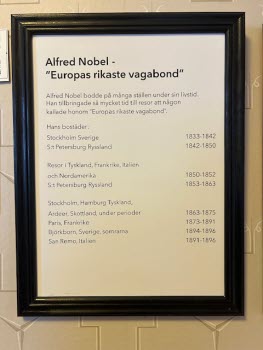 Alfred Nobel -
"Europas rikaste vagabond"
Alfred Nobel bodde på många ställen under sin livstid.
Han tillbringade så mycket tid till resor att någon
kallade honom "Europas rikaste vagabond".
Hans bostäder:
Stockholm Sverige 1833-1842
S:t Petersburg Ryssland 1842-1850
Resor i Tyskland, Frankrike, Italien
och Nordamerika 1850-1852
S:t Petersburg Ryssland 1853-1863
Stockholm, Hamburg Tyskland,
Ardeer, Skottland, under perioder 1863-1875
Paris, Frankrike 1873-1891
Björkborn, Sverige, somrarna 1894-1896
San Remo, Italien 1891-1896